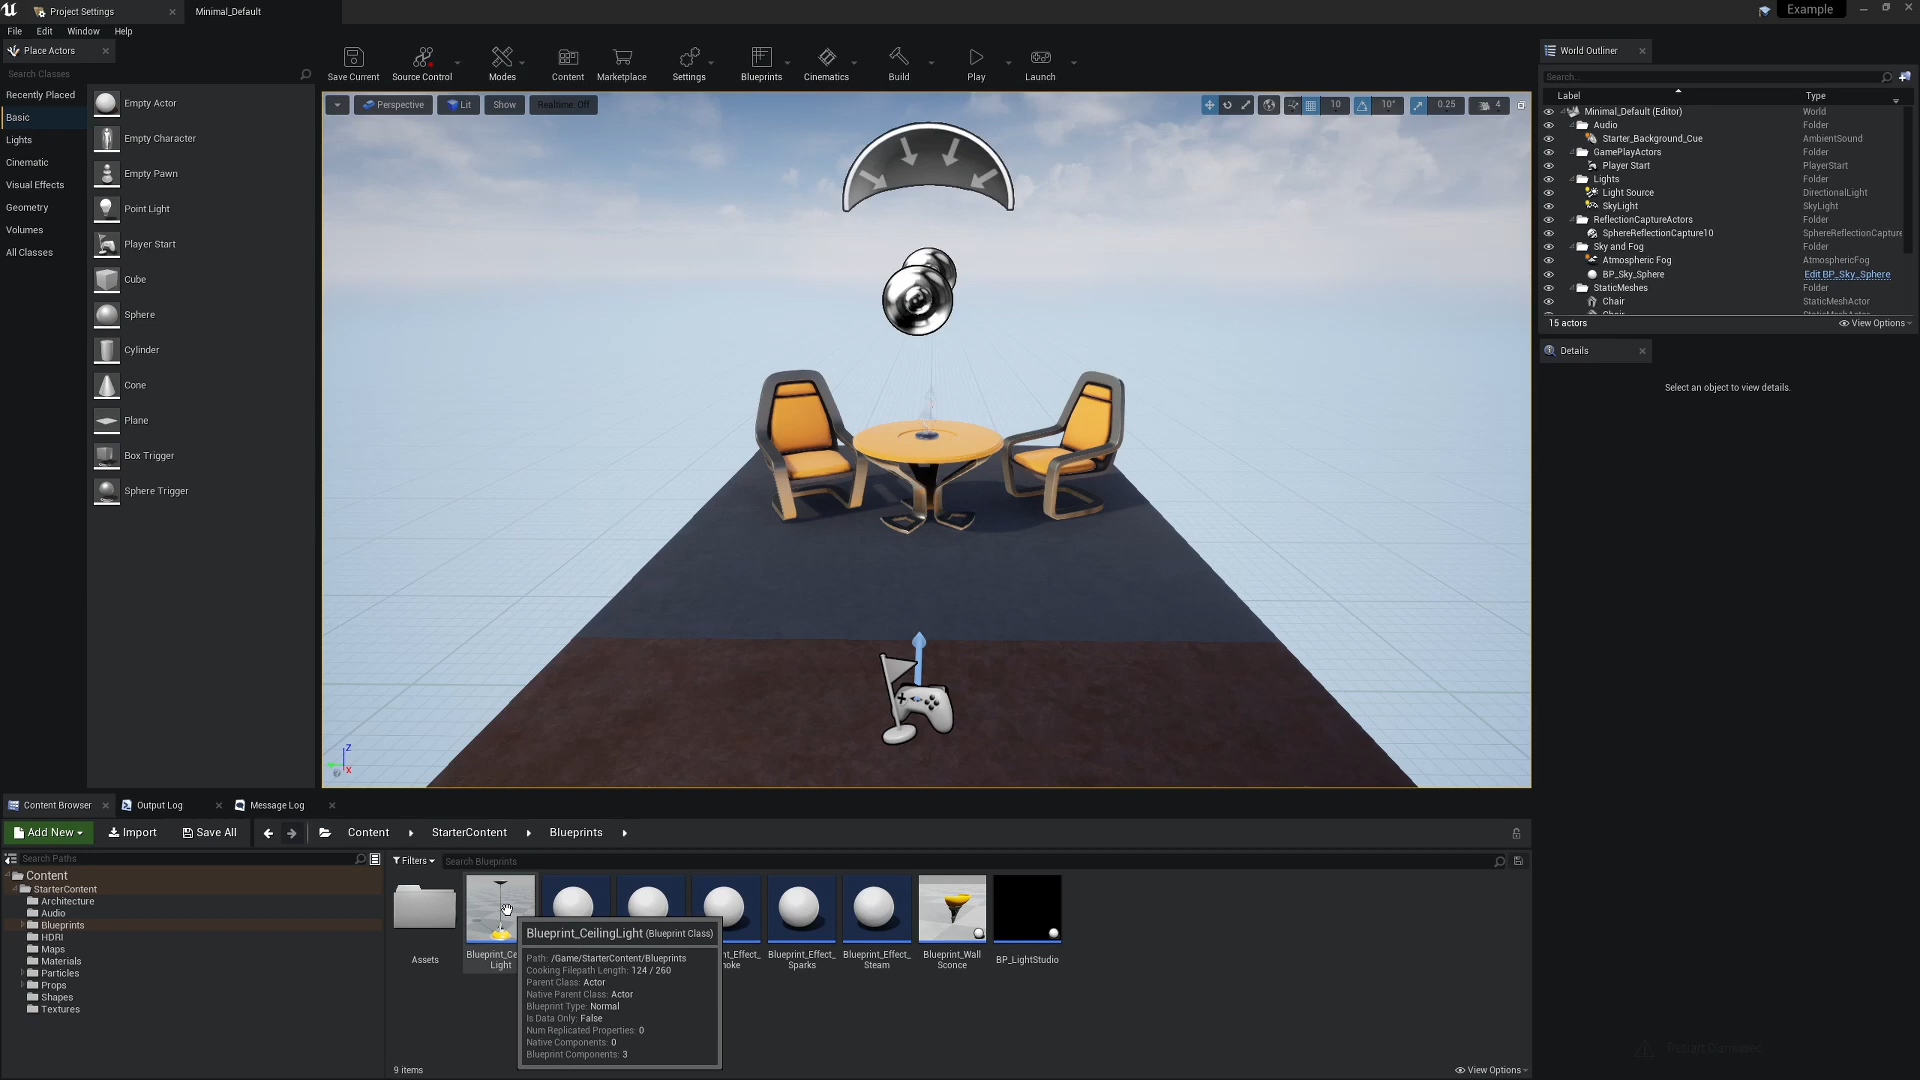 Project Settings
Minimal_Default
Example
File Edit Window Help
Place Actors
Search Classes
Recently Placed
Basic
Lights
Cinematic
Visual Effects
Geometry
Volumes
All Classes
Empty Actor
Empty Character
Empty Pawn
Point Light
Player Start
Cube
Sphere
Cylinder
Cone
Plane
Box Trigger
Sphere Trigger
Save Current Source Control Modes Content Marketplace Settings Blueprints Cinematics Build Play Launch
Perspective Lit Show Realtime: Off 10 10° 0.25 4
Z
X
World Outliner
Search...
Label Type
Minimal_Default (Editor) World
Audio Folder
Starter_Background_Cue AmbientSound
GamePlayActors Folder
Player Start PlayerStart
Lights Folder
Light Source DirectionalLight
SkyLight SkyLight
ReflectionCaptureActors Folder
SphereReflectionCapture10 SphereReflectionCapture
Sky and Fog Folder
Atmospheric Fog AtmosphericFog
BP_Sky_Sphere Edit BP_Sky_Sphere
StaticMeshes Folder
Chair StaticMeshActor
15 actors View Options
Details
Select an object to view details.
Content Browser Output Log Message Log
Add New Import Save All Content StarterContent Blueprints
Search Paths
Filters Search Blueprints
Content
StarterContent
Architecture
Audio
Blueprints
HDRI
Maps
Materials
Particles
Props
Shapes
Textures
Assets
Blueprint_Ce
Light
t_Effect_
oke
Blueprint_Effect_
Sparks
Blueprint_Effect_
Steam
Blueprint_Wall
Sconce
BP_LightStudio
Blueprint_CeilingLight (Blueprint Class)
Path: /Game/StarterContent/Blueprints
Cooking Filepath Length: 124 / 260
Parent Class: Actor
Native Parent Class: Actor
Blueprint Type: Normal
Is Data Only: False
Num Replicated Properties: 0
Native Components: 0
Blueprint Components: 3
9 items
View Options